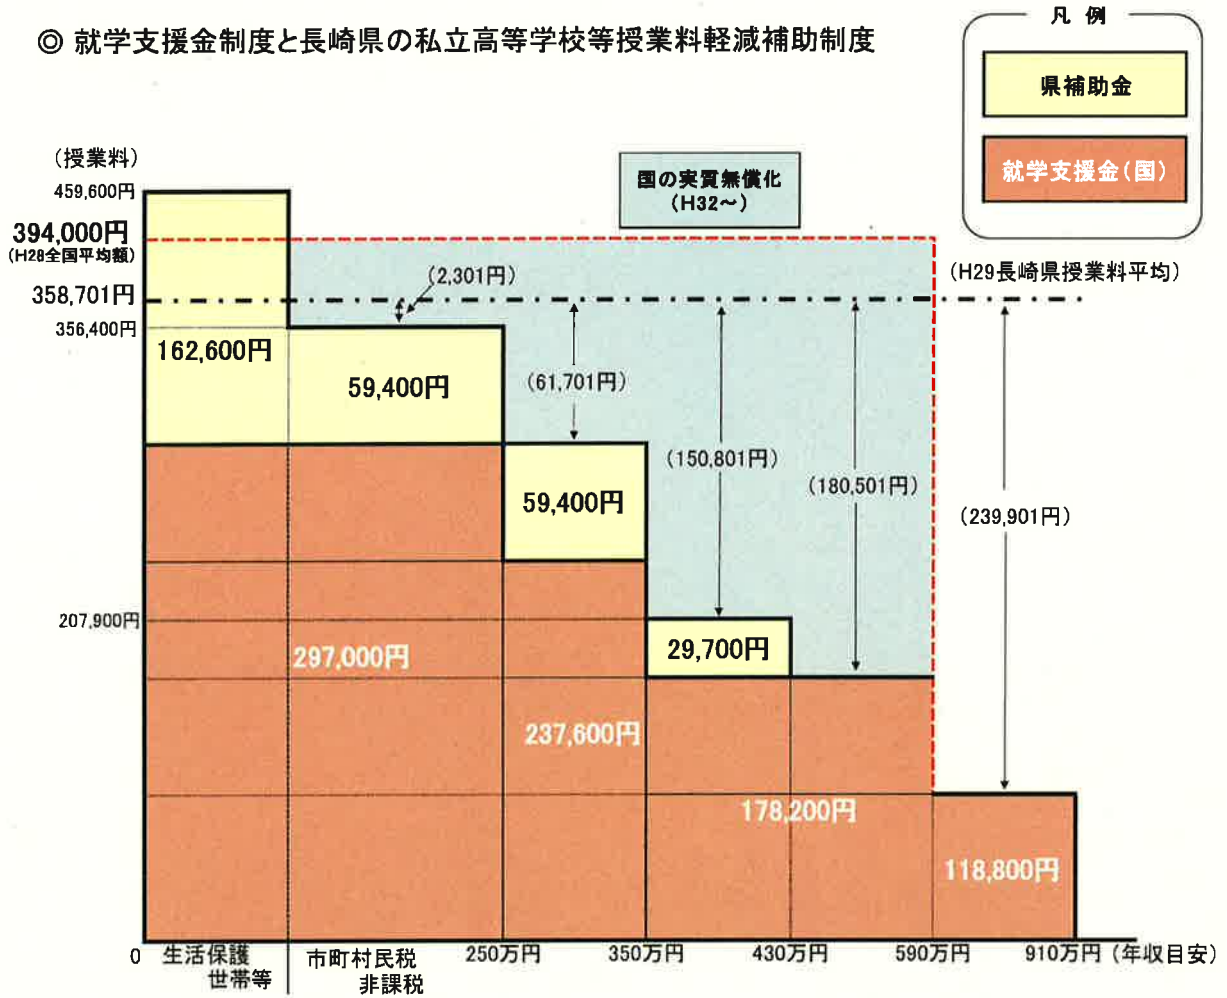 ◎ 就学支援金制度と長崎県の私立高等学校等授業料軽減補助制度
凡 例
県補助金
就学支援金(国)
(授業料)
459,600円
394,000円
(H28全国平均額)
358,701円
356,400円
207,900円
国の実質無償化
(H32~)
(H29長崎県授業料平均)
(2,301円)
(61,701円)
(150,801円)
(180,501円)
(239,901円)
162,600円
59,400円
59,400円
29,700円
297,000円
237,600円
178,200円
118,800円
0
生活保護
世帯等
市町村民税
非課税
250万円
350万円
430万円
590万円
910万円 (年収目安)